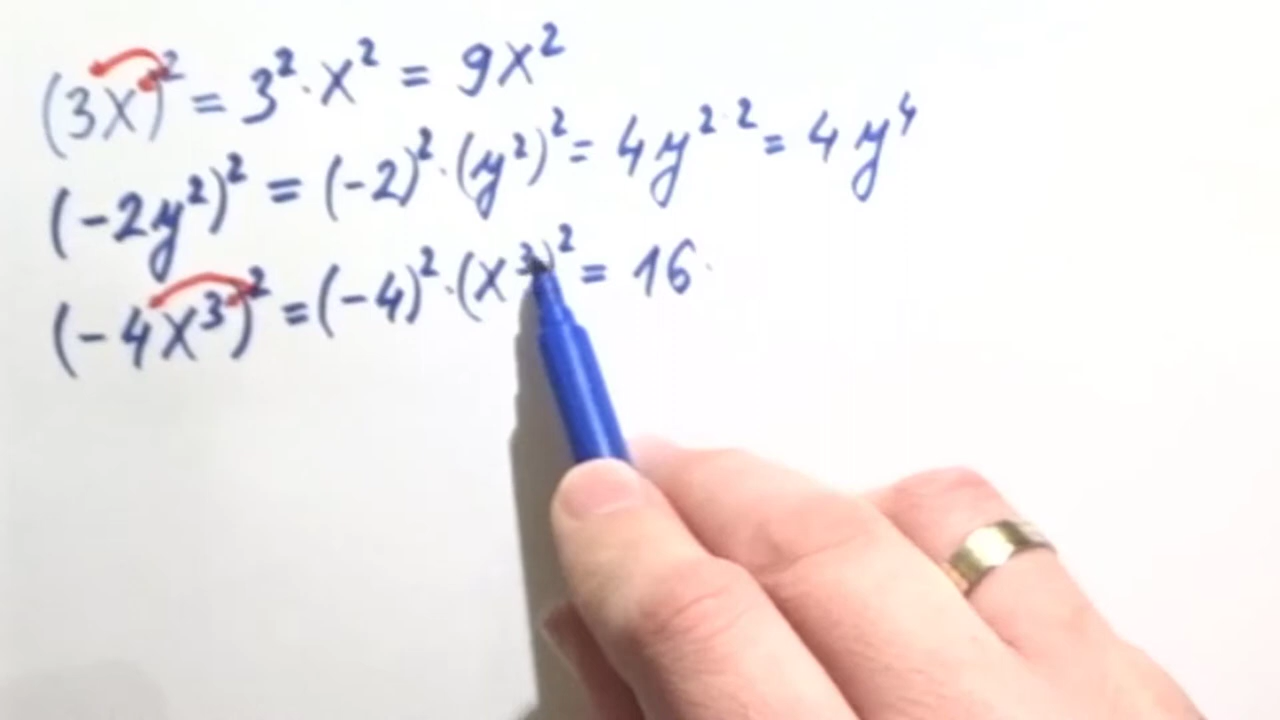 (3x)² = 3² · x² = 9x²
(-2y²)² = (-2)² · (y²)² = 4y² · ² = 4y⁴
(-4x³)² = (-4)² · (x³)² = 16 ·